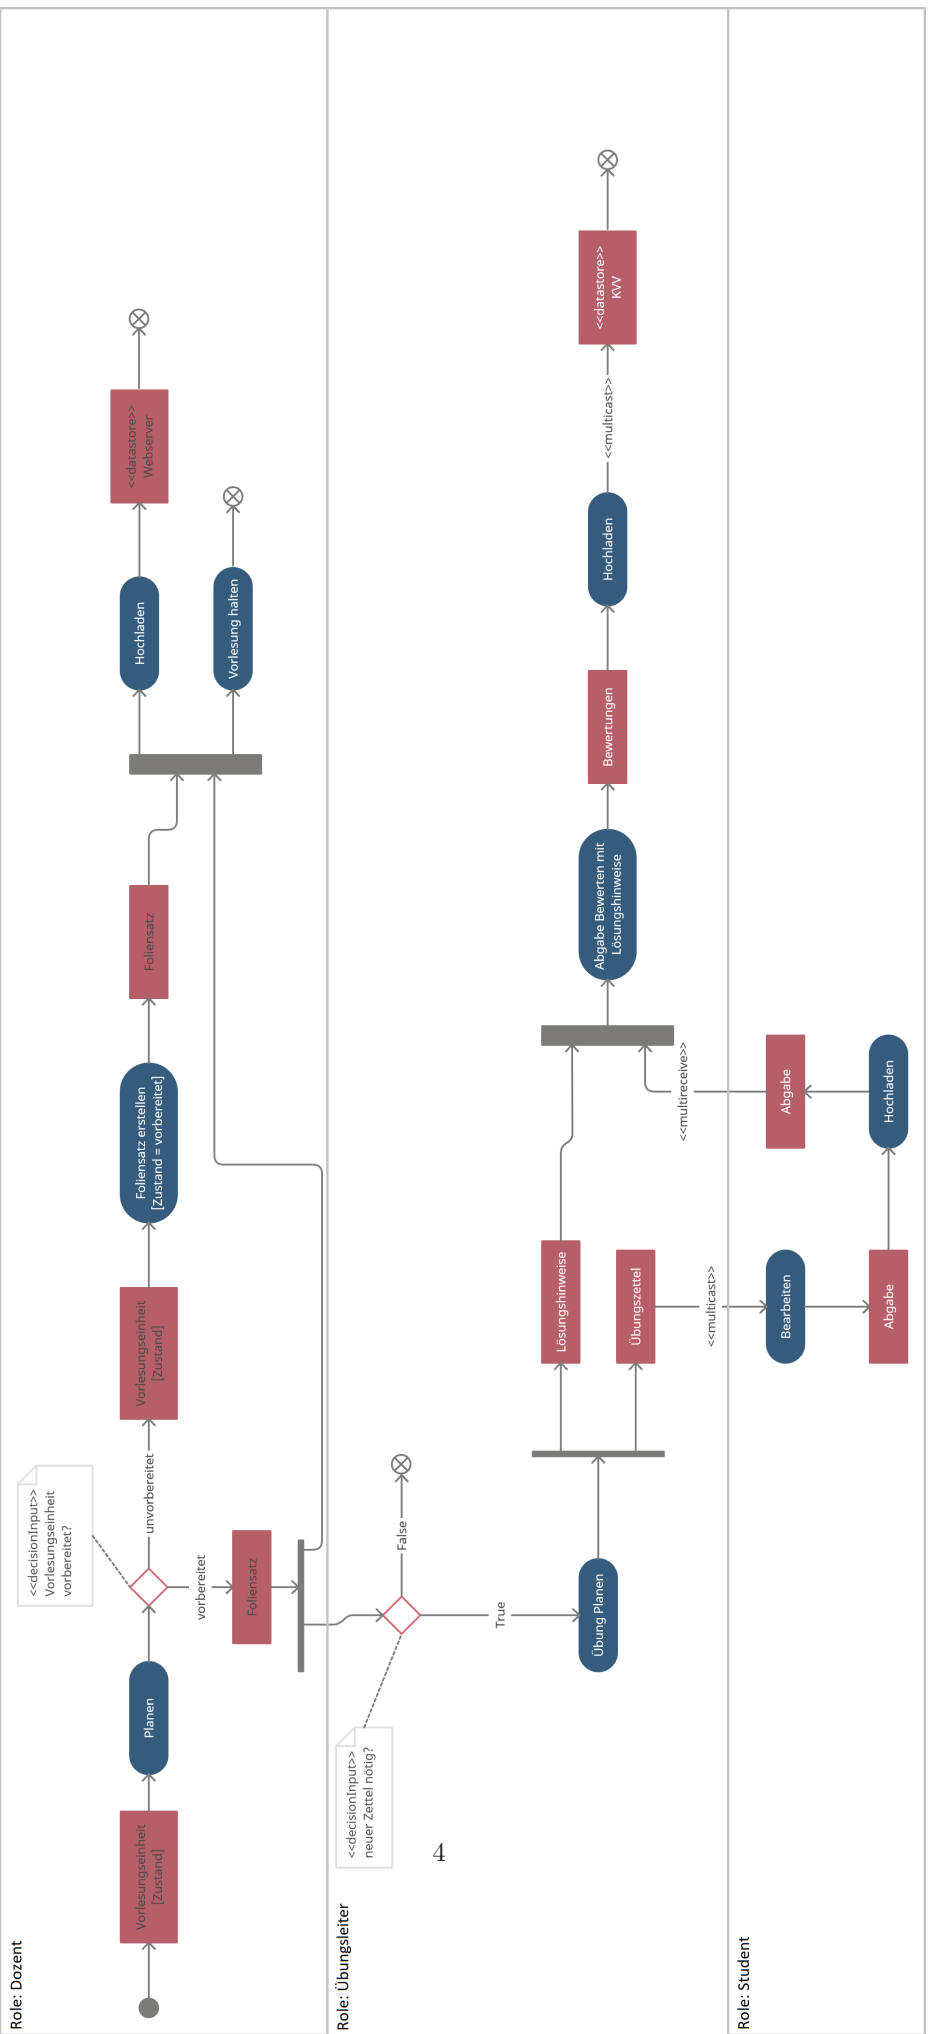 Role: Dozent
Vorlesungseinheit
[Zustand]
Planen
<<decisionInput>>
Vorlesungseinheit
vorbereitet?
unvorbereitet
vorbereitet
Foliensatz
Vorlesungseinheit
[Zustand]
Foliensatz erstellen
[Zustand = vorbereitet]
Foliensatz
Hochladen
Vorlesung halten
<<datastore>>
Webserver
Role: Übungsleiter
<<decisionInput>>
neuer Zettel nötig?
False
True
Übung Planen
Lösungshinweise
Übungszettel
<<multicast>>
<<multireceive>>
Abgabe Bewerten mit
Lösungshinweise
Bewertungen
Hochladen
<<multicast>>
<<datastore>>
KVV
Role: Student
Bearbeiten
Abgabe
Hochladen
Abgabe
4